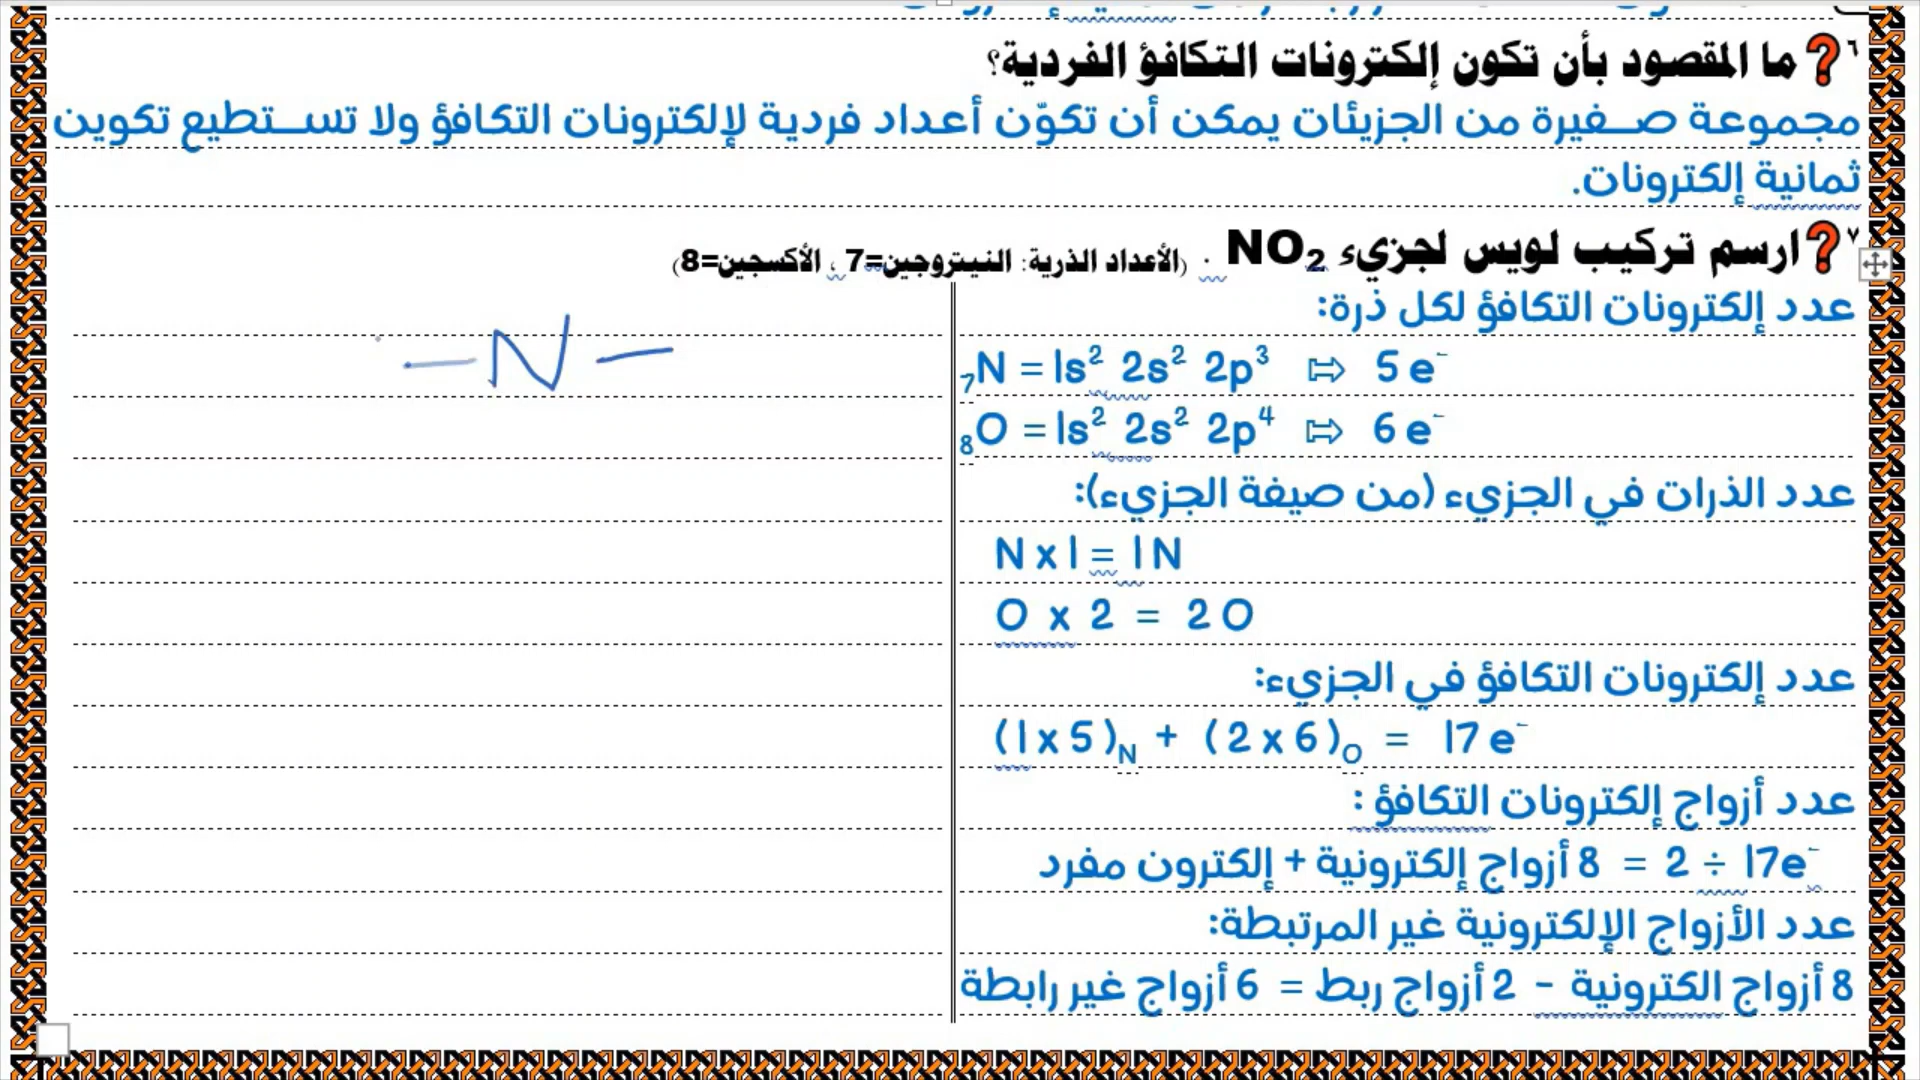 ٦ ❓ ما المقصود بأن تكون إلكترونات التكافؤ الفردية؟
مجموعة صغيرة من الجزيئات يمكن أن تكوّن أعداد فردية لإلكترونات التكافؤ ولا تستطيع تكوين
ثمانية إلكترونات.
٧ ❓ ارسم تركيب لويس لجزيء NO₂ . (الأعداد الذرية: النيتروجين=7 ، الأكسجين=8)
عدد إلكترونات التكافؤ لكل ذرة:
₇N = 1s² 2s² 2p³ ⇰ 5 e⁻
₈O = 1s² 2s² 2p⁴ ⇰ 6 e⁻
عدد الذرات في الجزيء (من صيغة الجزيء):
N x 1 = 1 N
O x 2 = 2 O
عدد إلكترونات التكافؤ في الجزيء:
(1 x 5)N + (2 x 6)O = 17 e⁻
عدد أزواج إلكترونات التكافؤ :
17e⁻ ÷ 2 = 8 أزواج إلكترونية + إلكترون مفرد
عدد الأزواج الإلكترونية غير المرتبطة:
8 أزواج الكترونية - 2 أزواج ربط = 6 أزواج غير رابطة
— N —